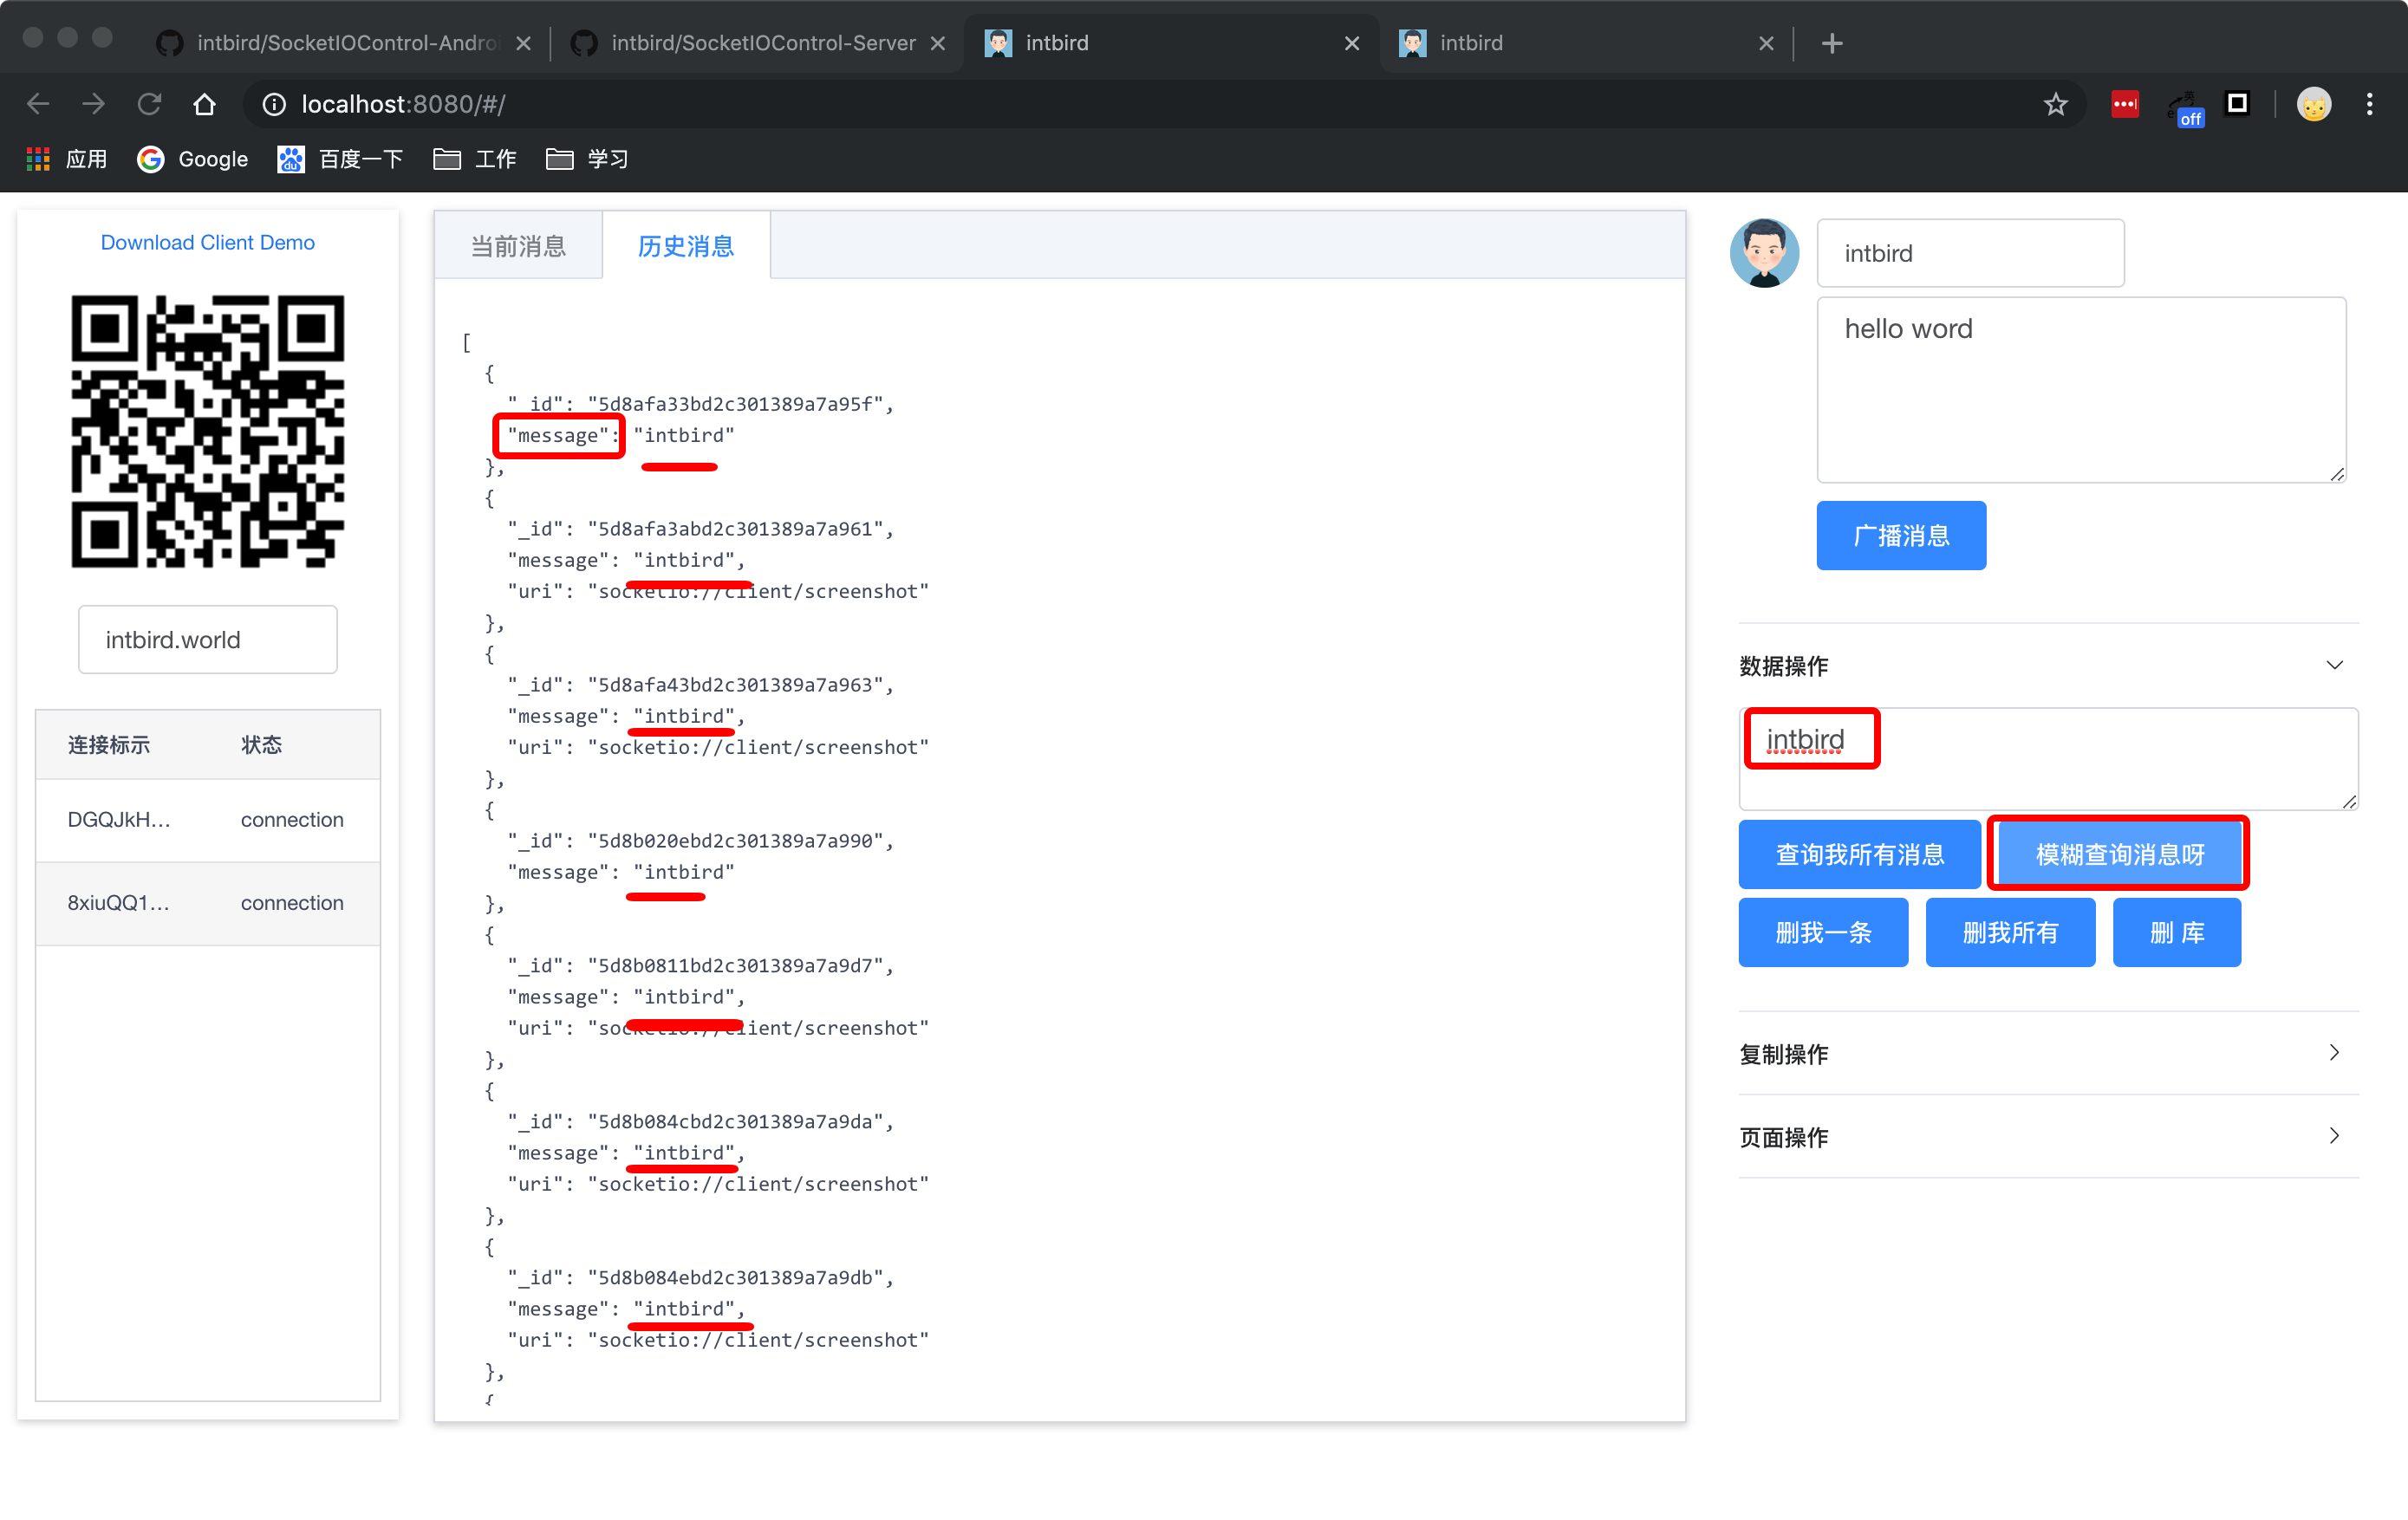 intbird/SocketIOControl-Androi
intbird/SocketIOControl-Server
intbird
intbird
localhost:8080/#/
off
应用
Google
百度一下
工作
学习
Download Client Demo
intbird.world
连接标示 状态
DGQJkH... connection
8xiuQQ1... connection
当前消息 历史消息
[
{
"_id": "5d8afa33bd2c301389a7a95f",
"message": "intbird"
},
{
"_id": "5d8afa3abd2c301389a7a961",
"message": "intbird",
"uri": "socketio://client/screenshot"
},
{
"_id": "5d8afa43bd2c301389a7a963",
"message": "intbird",
"uri": "socketio://client/screenshot"
},
{
"_id": "5d8b020ebd2c301389a7a990",
"message": "intbird"
},
{
"_id": "5d8b0811bd2c301389a7a9d7",
"message": "intbird",
"uri": "socketio://client/screenshot"
},
{
"_id": "5d8b084cbd2c301389a7a9da",
"message": "intbird",
"uri": "socketio://client/screenshot"
},
{
"_id": "5d8b084ebd2c301389a7a9db",
"message": "intbird",
"uri": "socketio://client/screenshot"
},
{
intbird
hello word
广播消息
数据操作
intbird
查询我所有消息 模糊查询消息呀
删我一条 删我所有 删 库
复制操作
页面操作